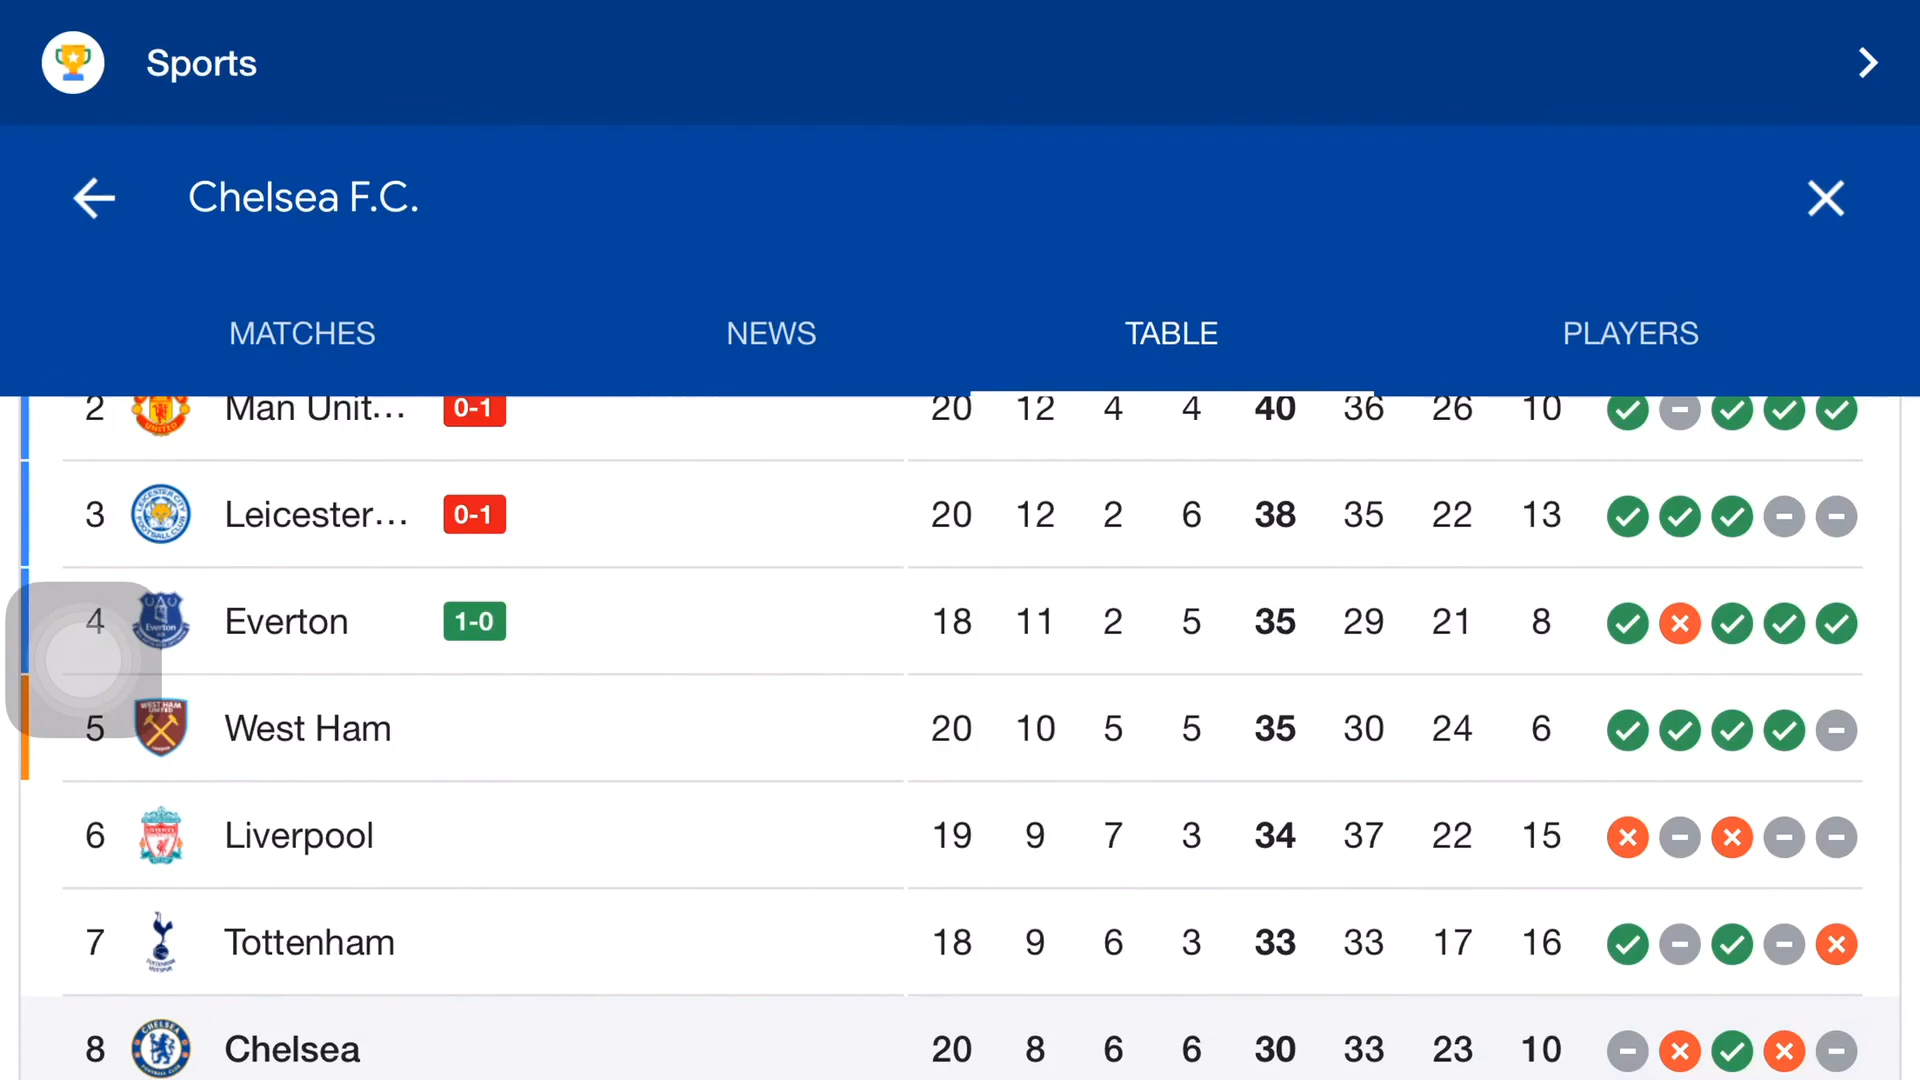 Sports
Chelsea F.C.
MATCHES NEWS TABLE PLAYERS
2 Man Unit... 0-1 20 12 4 4 40 36 26 10
3 Leicester... 0-1 20 12 2 6 38 35 22 13
4 Everton 1-0 18 11 2 5 35 29 21 8
5 West Ham 20 10 5 5 35 30 24 6
6 Liverpool 19 9 7 3 34 37 22 15
7 Tottenham 18 9 6 3 33 33 17 16
8 Chelsea 20 8 6 6 30 33 23 10